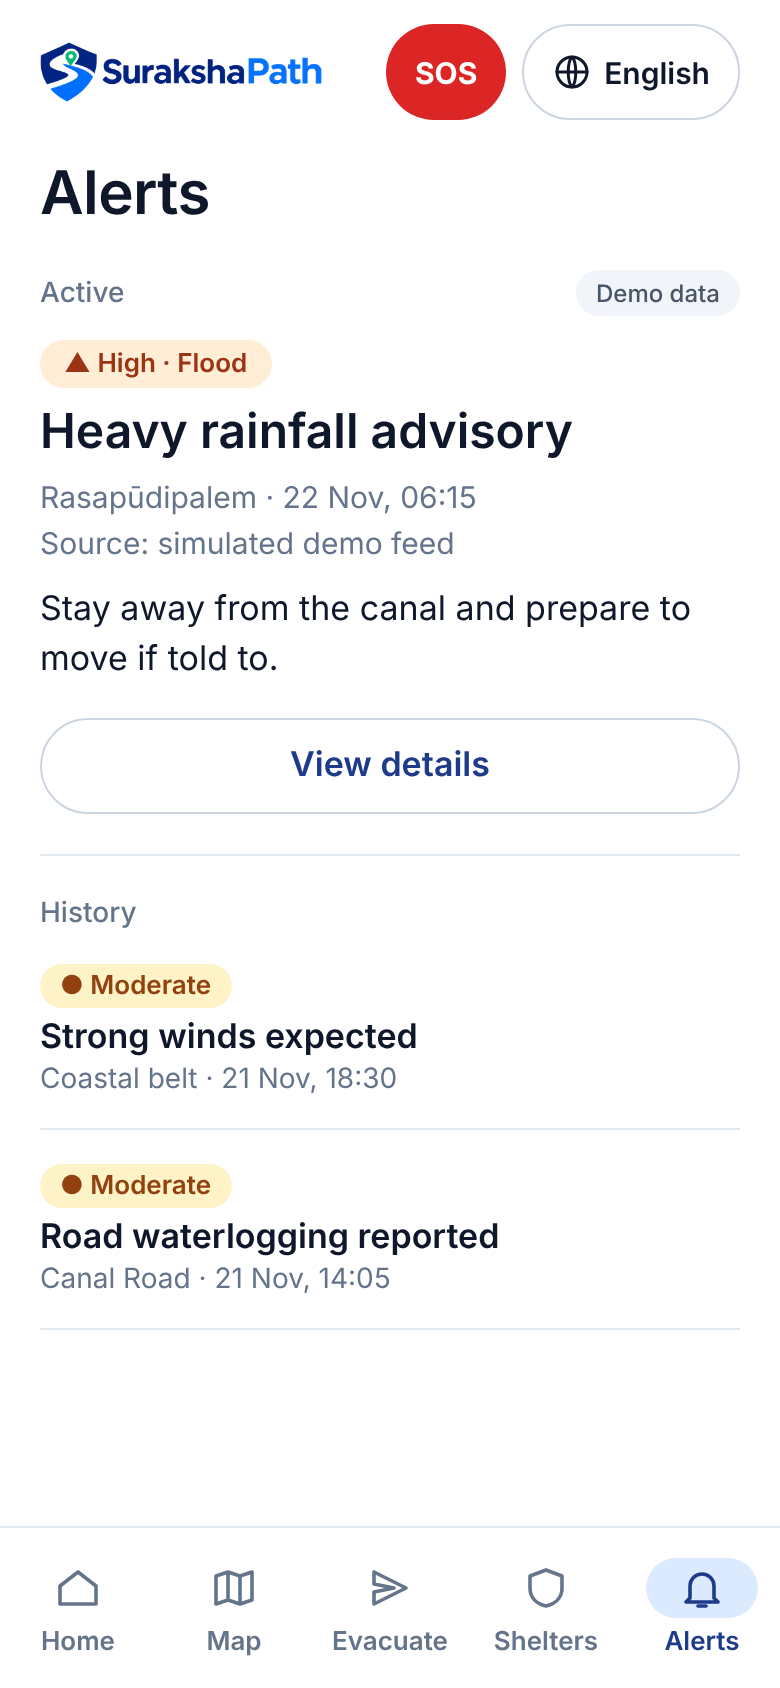 SurakshaPath
SOS
English
Alerts
Active
Demo data
▲ High · Flood
Heavy rainfall advisory
Rasapūdipalem · 22 Nov, 06:15
Source: simulated demo feed
Stay away from the canal and prepare to
move if told to.
View details
History
● Moderate
Strong winds expected
Coastal belt · 21 Nov, 18:30
● Moderate
Road waterlogging reported
Canal Road · 21 Nov, 14:05
Home
Map
Evacuate
Shelters
Alerts